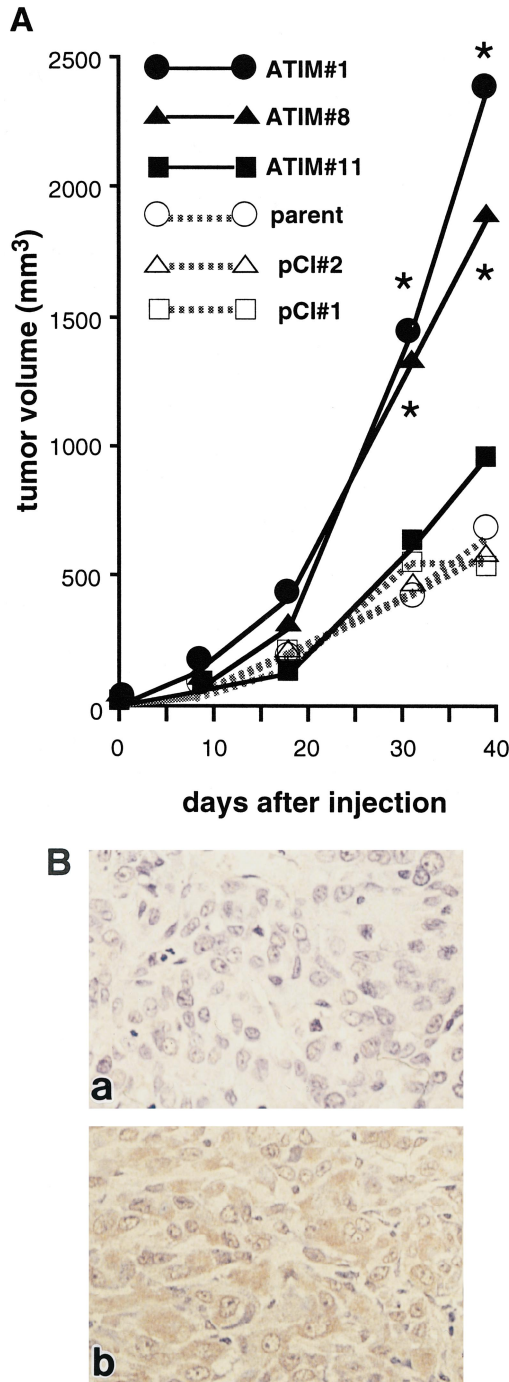 A
2500
2000
1500
1000
500
0
tumor volume (mm3)
ATIM#1
ATIM#8
ATIM#11
parent
pCI#2
pCI#1
*
*
*
*
0 10 20 30 40
days after injection
B
a
b